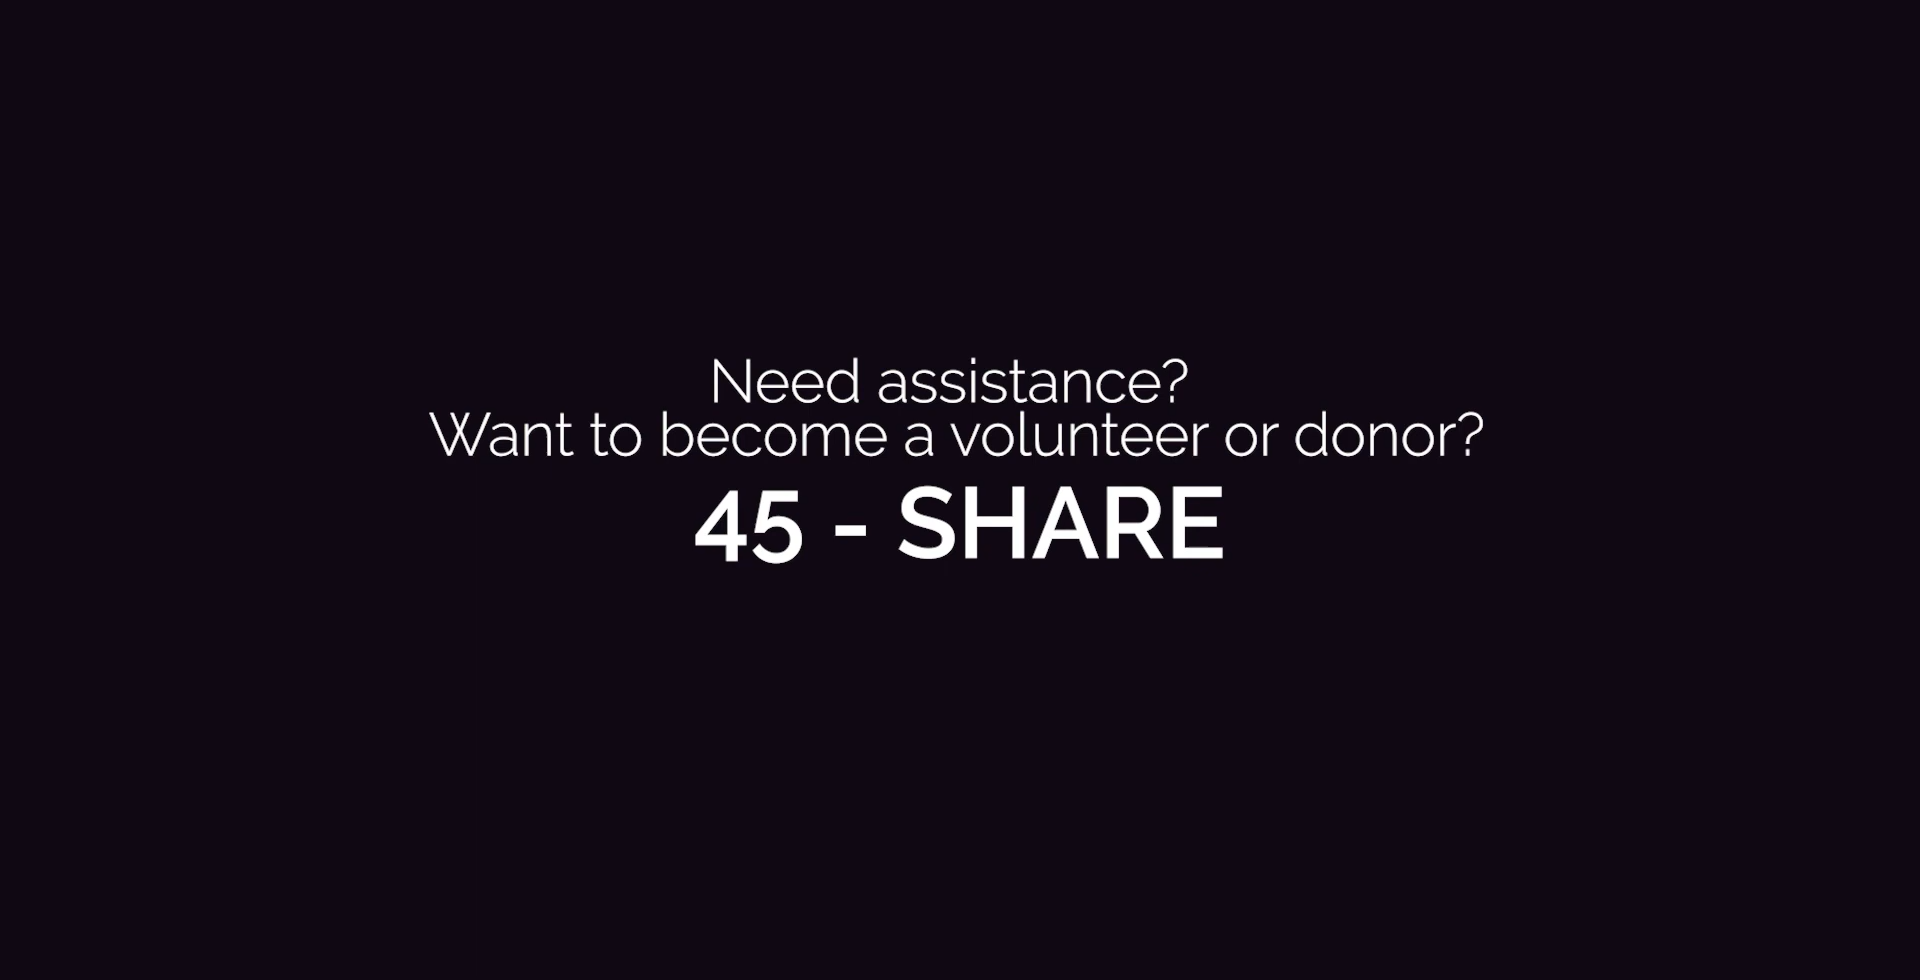 Need assistance?
Want to become a volunteer or donor?
45 - SHARE